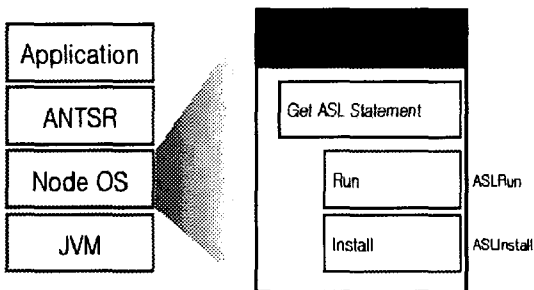 Application
ANTSR
Node OS
JVM
Get ASL Statement
Run
ASLRun
Install
ASLInstall